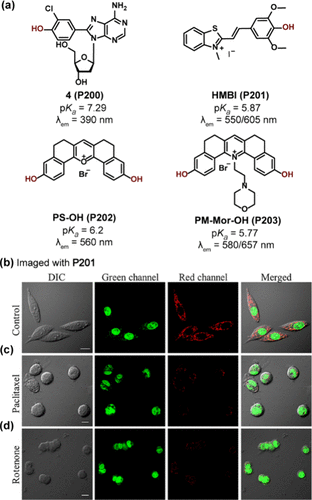 (a)
Cl NH₂
HO N N
N N
HO O
OH
4 (P200)
pKa = 7.29
λem = 390 nm
S O
OH
N⁺ I⁻ O
HMBI (P201)
pKa = 5.87
λem = 550/605 nm
HO O⁺ OH
Br⁻
PS-OH (P202)
pKa = 6.2
λem = 560 nm
HO N⁺ OH
Br⁻
N
O
PM-Mor-OH (P203)
pKa = 5.77
λem = 580/657 nm
(b) Imaged with P201
DIC Green channel Red channel Merged
Control
(c)
Paclitaxel
(d)
Rotenone